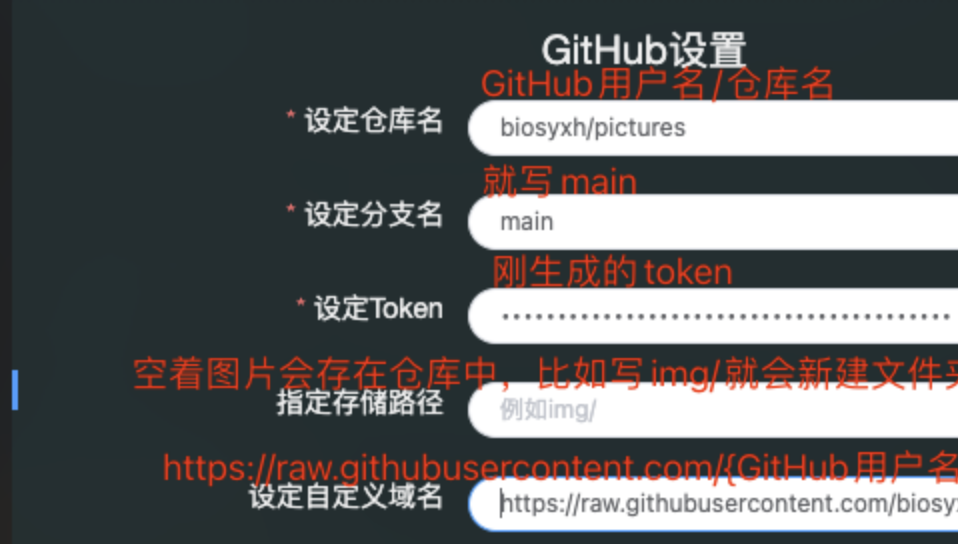 GitHub设置
GitHub用户名/仓库名
* 设定仓库名 biosyxh/pictures
就写 main
* 设定分支名 main
刚生成的 token
* 设定Token
空着图片会存在仓库中，比如写 img/就会新建文件夹
指定存储路径 例如img/
https://raw.githubusercontent.com/{GitHub用户名
设定自定义域名 https://raw.githubusercontent.com/biosy